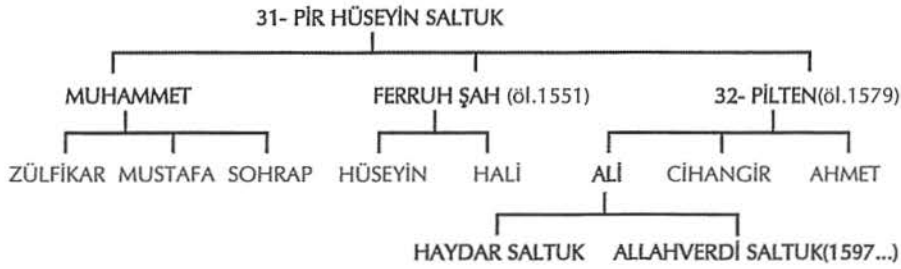 31- PİR HÜSEYİN SALTUK
MUHAMMET FERRUH ŞAH (öl.1551) 32- PİLTEN(öl.1579)
ZÜLFİKAR MUSTAFA SOHRAP HÜSEYİN HALİ ALİ CİHANGİR AHMET
HAYDAR SALTUK ALLAHVERDİ SALTUK(1597...)